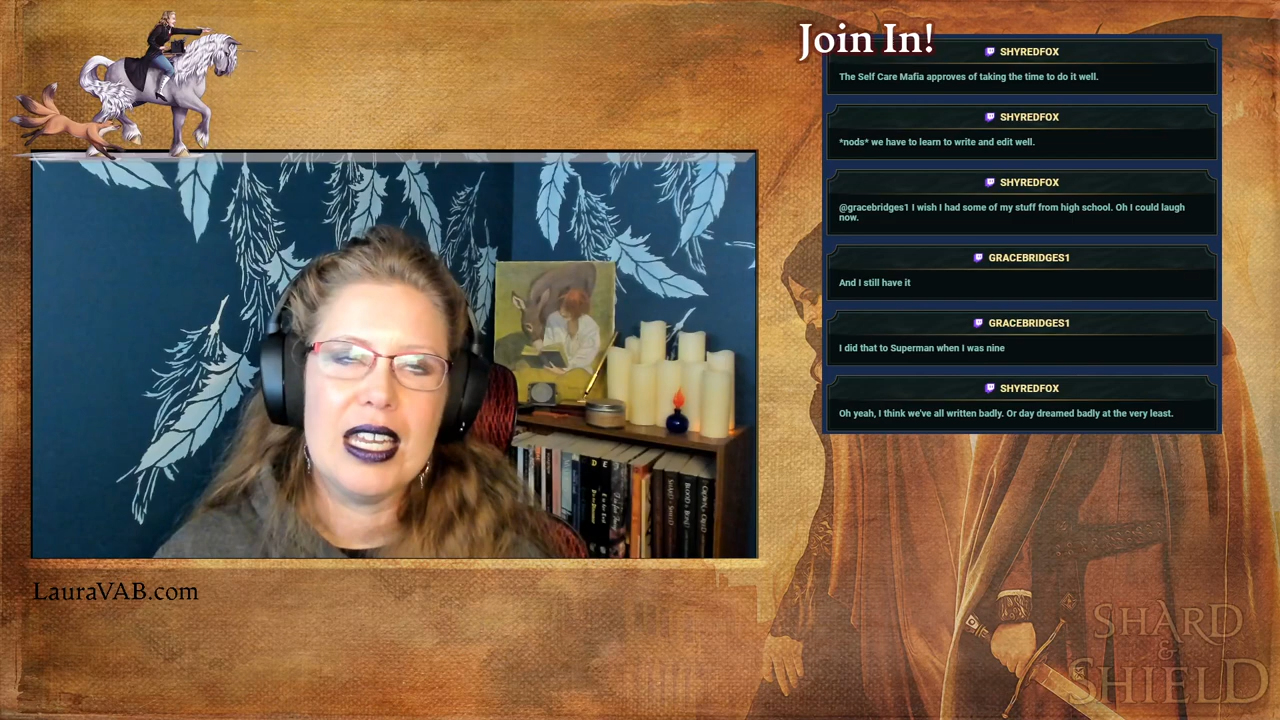 Join In!
SHYREDFOX
The Self Care Mafia approves of taking the time to do it well.
SHYREDFOX
*nods* we have to learn to write and edit well.
SHYREDFOX
@gracebridges1 I wish I had some of my stuff from high school. Oh I could laugh
now.
GRACEBRIDGES1
And I still have it
GRACEBRIDGES1
I did that to Superman when I was nine
SHYREDFOX
Oh yeah, I think we've all written badly. Or day dreamed badly at the very least.
SHARD & SHIELD
BLOOD & BOND
LauraVAB.com
SHARD
&
SHIELD